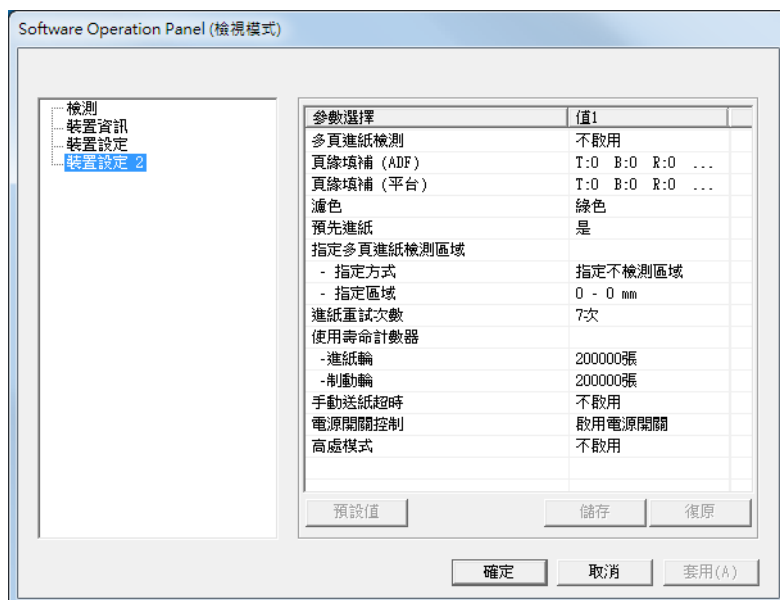 Software Operation Panel (檢視模式)
檢測
裝置資訊
裝置設定
裝置設定 2
參數選擇 值1
多頁進紙檢測 不啟用
頁緣填補 (ADF) T:0 B:0 R:0 ...
頁緣填補 (平台) T:0 B:0 R:0 ...
濾色 綠色
預先進紙 是
指定多頁進紙檢測區域
- 指定方式 指定不檢測區域
- 指定區域 0 - 0 mm
進紙重試次數 7次
使用壽命計數器
-進紙輪 200000張
-制動輪 200000張
手動送紙超時 不啟用
電源開關控制 啟用電源開關
高處模式 不啟用
預設值 儲存 復原
確定 取消 套用(A)